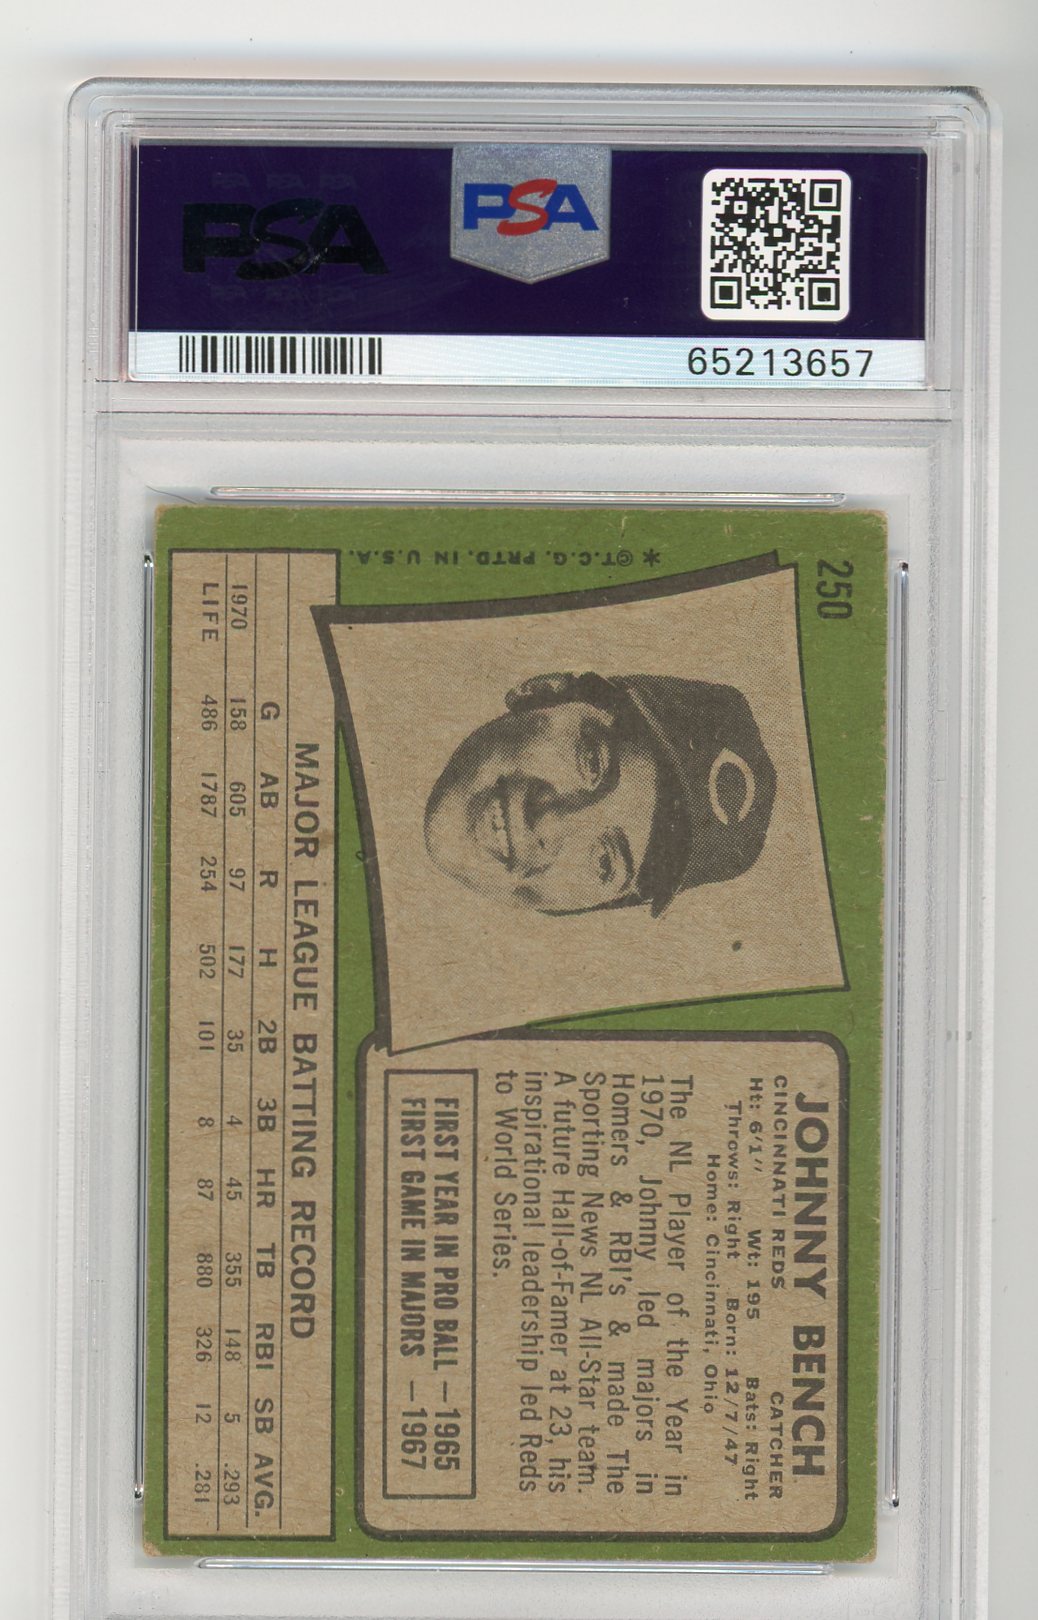 PSA
PSA
65213657
250
* ©T.C.G. PRTD. IN U.S.A.
C
JOHNNY BENCH
CINCINNATI REDS CATCHER
Ht: 6'1" Wt: 195 Bats: Right
Throws: Right Born: 12/7/47
Home: Cincinnati, Ohio
The NL Player of the Year in
1970, Johnny led majors in
Homers & RBI's & made The
Sporting News NL All-Star team.
A future Hall-of-Famer at 23, his
inspirational leadership led Reds
to World Series.
FIRST YEAR IN PRO BALL —1965
FIRST GAME IN MAJORS —1967
MAJOR LEAGUE BATTING RECORD
G AB R H 2B 3B HR TB RBI SB AVG.
1970 158 605 97 177 35 4 45 355 148 5 .293
LIFE 486 1787 254 502 101 8 87 880 326 12 .281